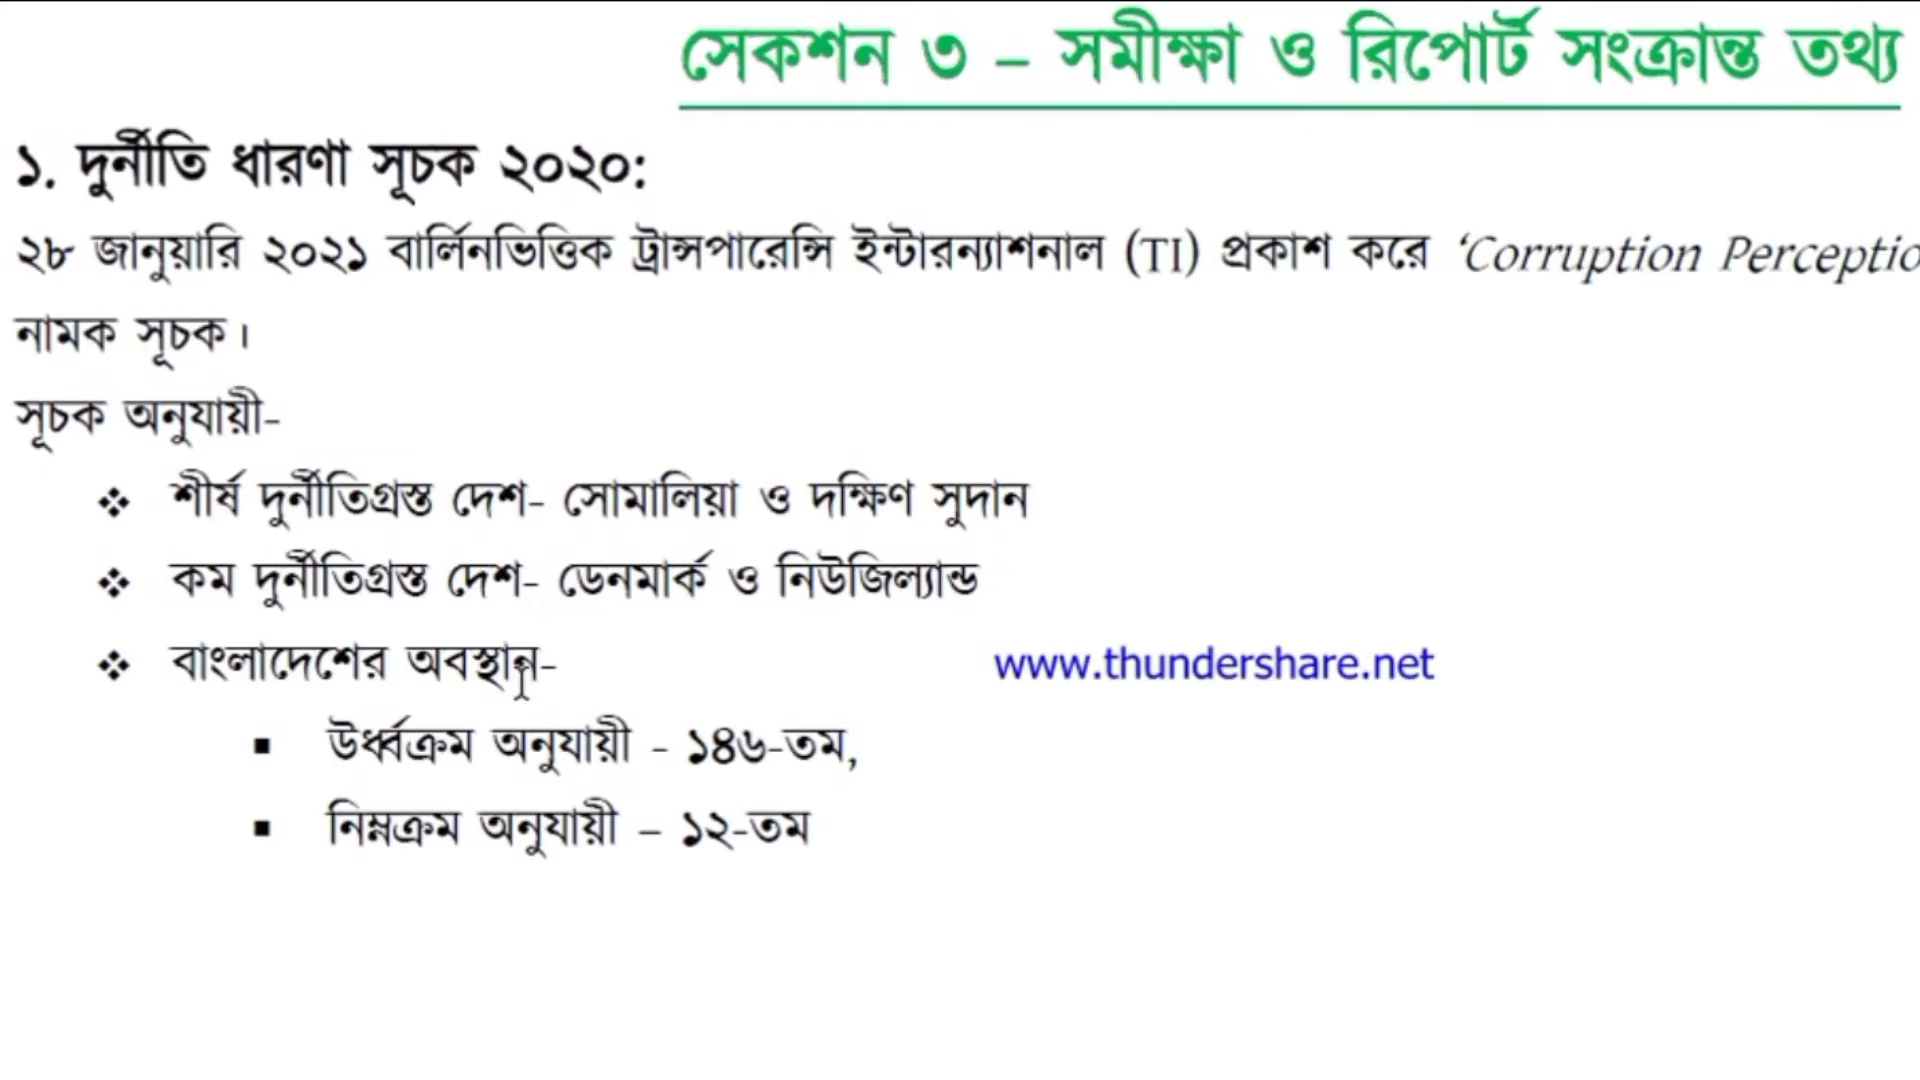 সেকশন ৩ – সমীক্ষা ও রিপোর্ট সংক্রান্ত তথ্য
১. দুর্নীতি ধারণা সূচক ২০২০:
২৮ জানুয়ারি ২০২১ বার্লিনভিত্তিক ট্রান্সপারেন্সি ইন্টারন্যাশনাল (TI) প্রকাশ করে ‘Corruption
নামক সূচক।
সূচক অনুযায়ী-
❖ শীর্ষ দুর্নীতিগ্রস্ত দেশ- সোমালিয়া ও দক্ষিণ সুদান
❖ কম দুর্নীতিগ্রস্ত দেশ- ডেনমার্ক ও নিউজিল্যান্ড
❖ বাংলাদেশের অবস্থান-
www.thundershare.net
▪ উর্ধ্বক্রম অনুযায়ী - ১৪৬-তম,
▪ নিম্নক্রম অনুযায়ী – ১২-তম